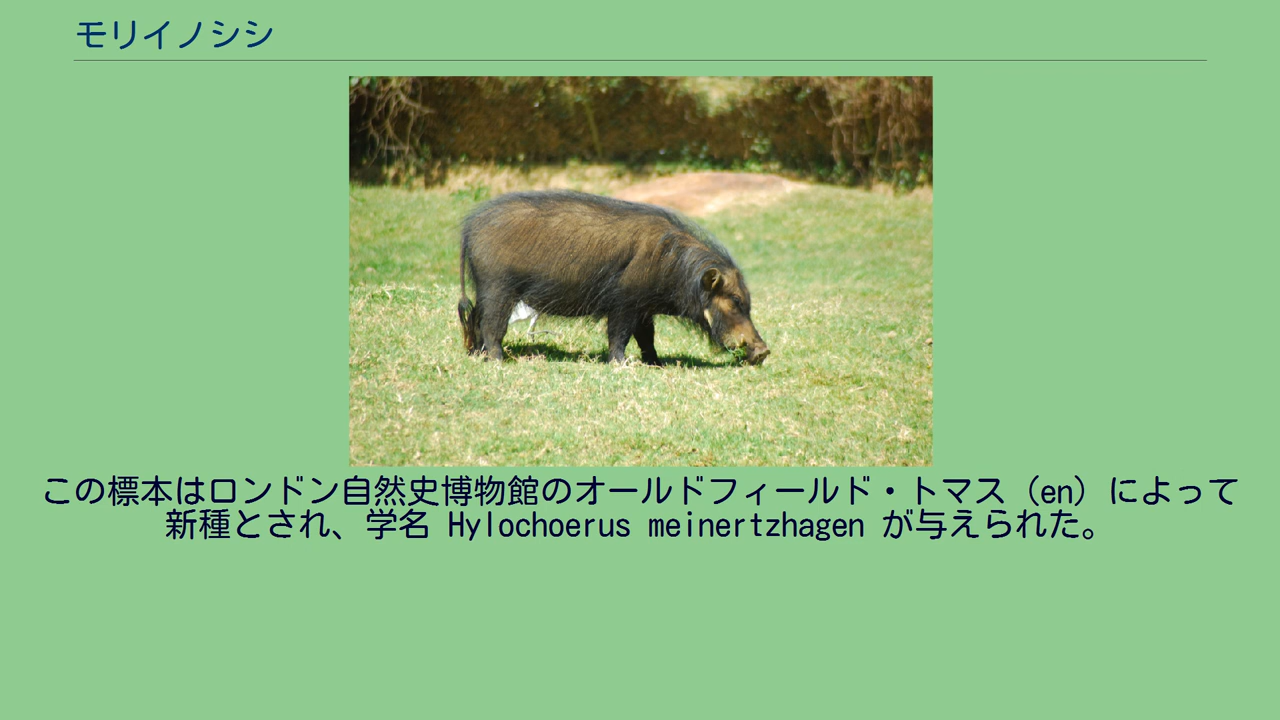 モリイノシシ
この標本はロンドン自然史博物館のオールドフィールド・トマス（en）によって
新種とされ、学名 Hylochoerus meinertzhagen が与えられた。